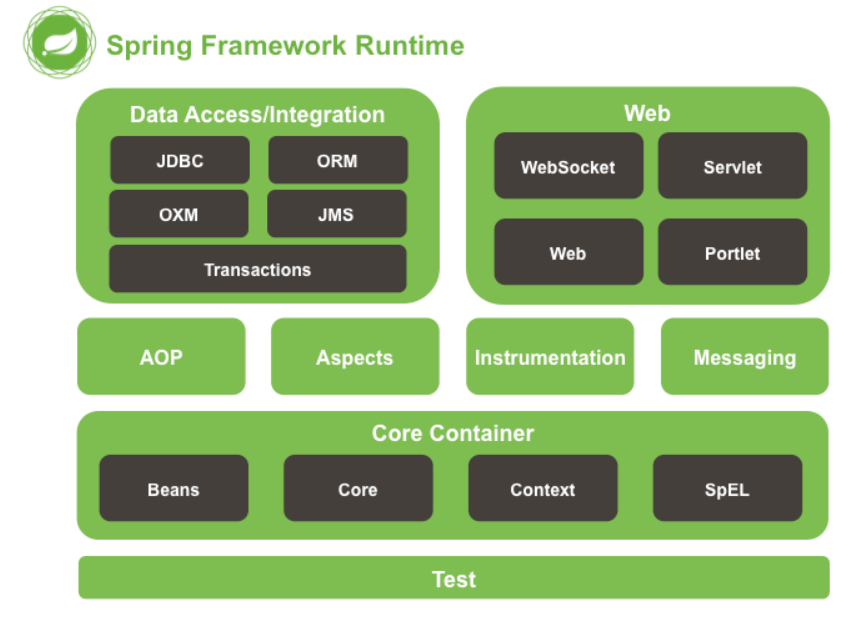 Spring Framework Runtime
Data Access/Integration
JDBC
ORM
OXM
JMS
Transactions
Web
WebSocket
Servlet
Web
Portlet
AOP
Aspects
Instrumentation
Messaging
Core Container
Beans
Core
Context
SpEL
Test